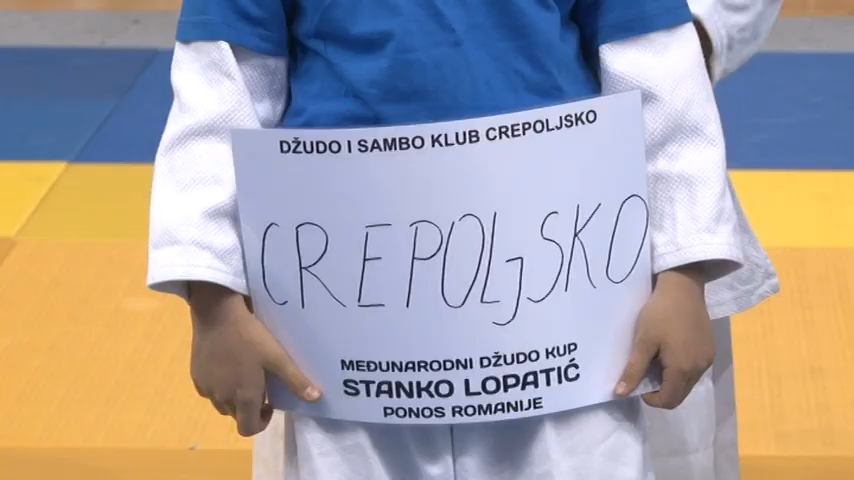 DŽUDO I SAMBO KLUB CREPOLJSKO
CREPOLjSKO
MEĐUNARODNI DŽUDO KUP
STANKO LOPATIĆ
PONOS ROMANIJE